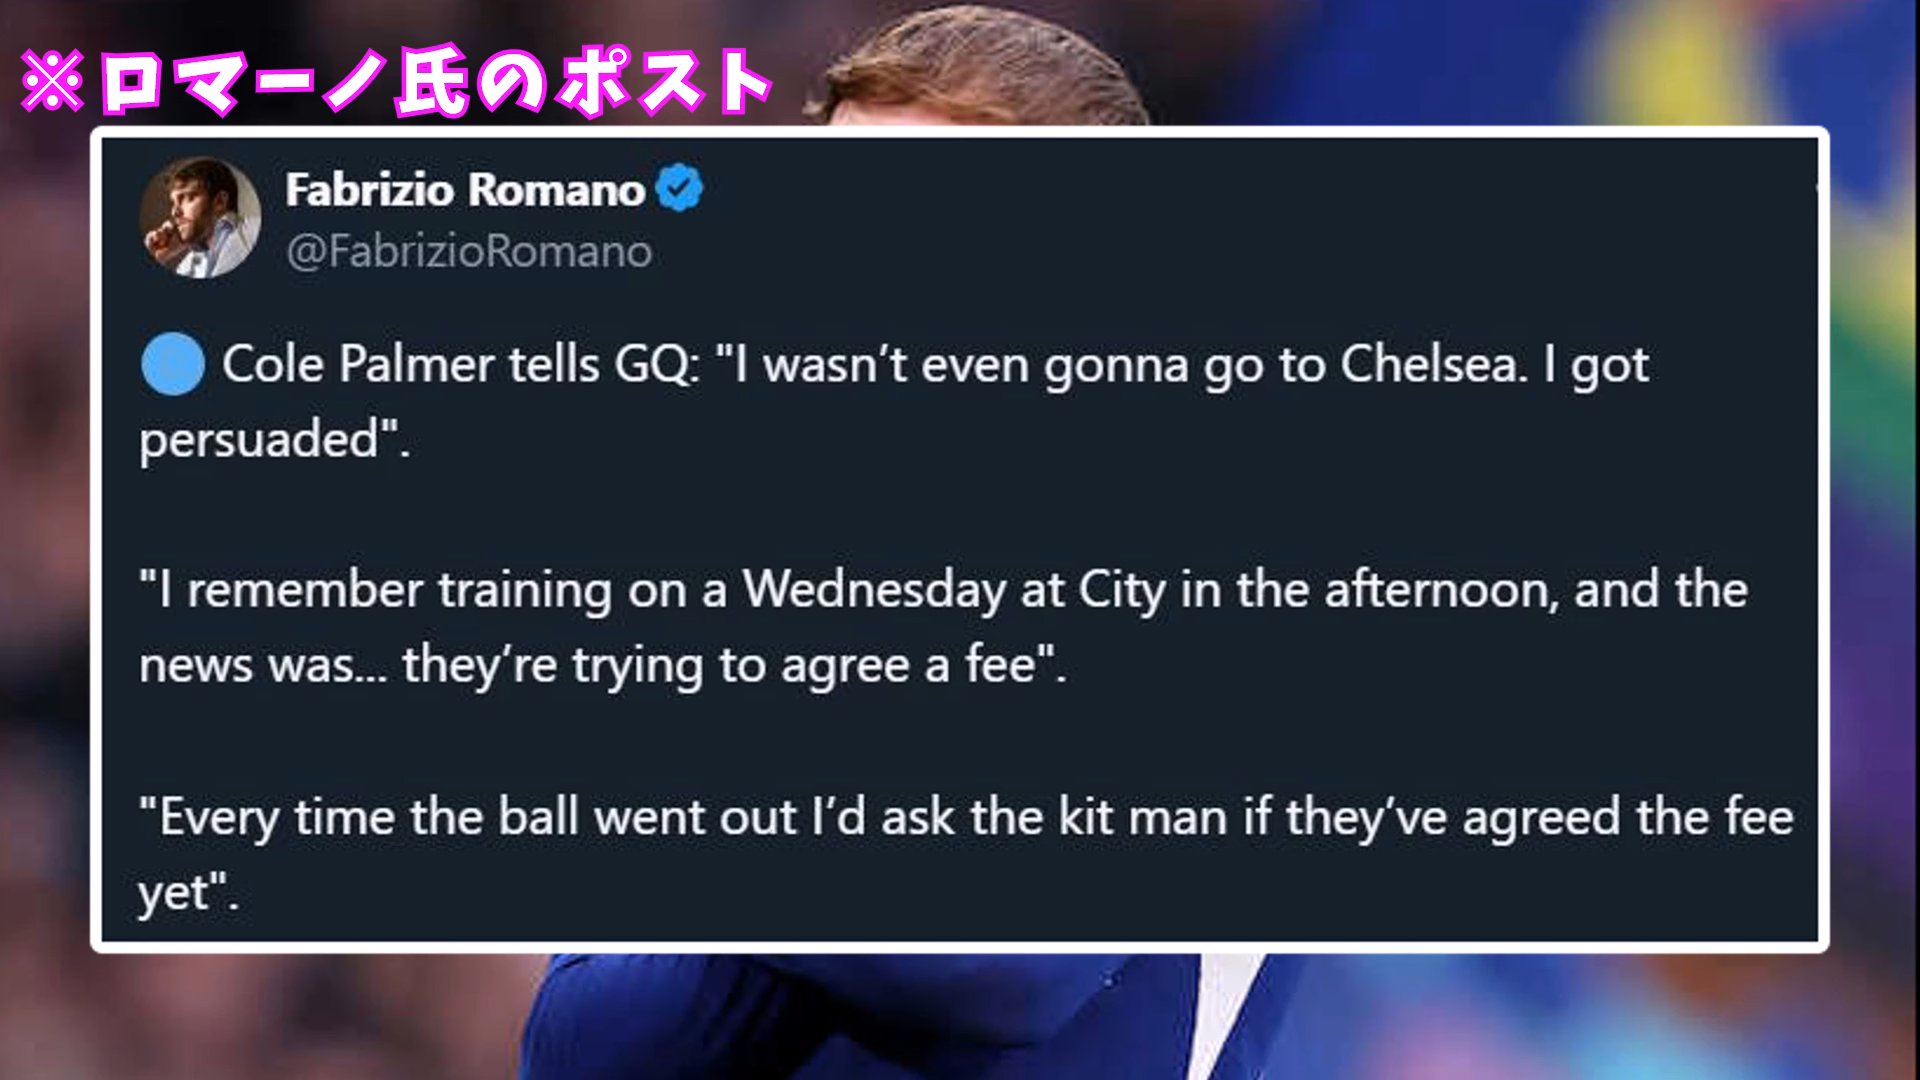 ※ロマーノ氏のポスト
Fabrizio Romano
@FabrizioRomano
Cole Palmer tells GQ: "I wasn’t even gonna go to Chelsea. I got
persuaded".
"I remember training on a Wednesday at City in the afternoon, and the
news was... they’re trying to agree a fee".
"Every time the ball went out I’d ask the kit man if they’ve agreed the fee
yet".